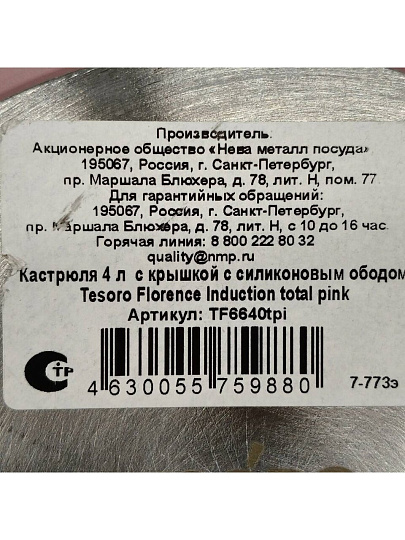 Производитель:
Акционерное общество «Нева металл посуда»
195067, Россия, г. Санкт-Петербург,
пр. Маршала Блюхера, д. 78, лит. Н, пом. 77
Для гарантийных обращений:
195067, Россия, г. Санкт-Петербург,
пр. Маршала Блюхера, д. 78, лит. Н, с 10 до 16 час.
Горячая линия: 8 800 222 80 32
quality@nmp.ru
Кастрюля 4 л с крышкой с силиконовым ободом
Tesoro Florence Induction total pink
Артикул: TF6640tpi
СТР
4 630055 759880
7-773э